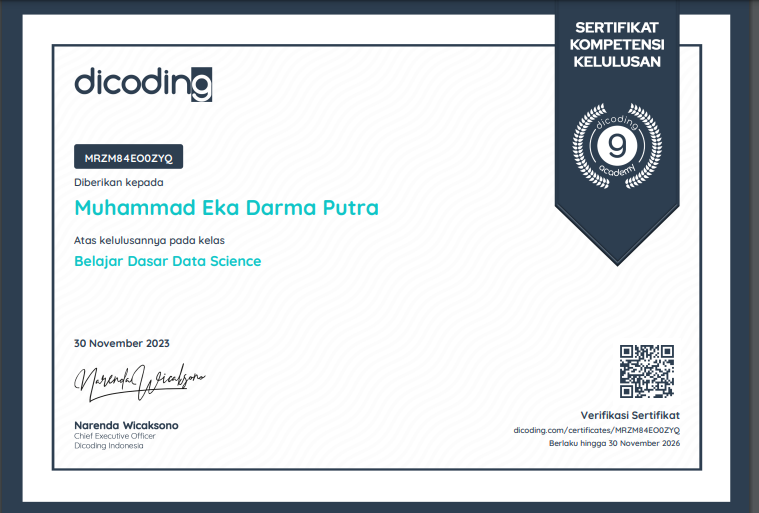 SERTIFIKAT
KOMPETENSI
KELULUSAN
dicoding
9
academy
dicoding
MRZM84EO0ZYQ
Diberikan kepada
Muhammad Eka Darma Putra
Atas kelulusannya pada kelas
Belajar Dasar Data Science
30 November 2023
Narenda Wicaksono
Narenda Wicaksono
Chief Executive Officer
Dicoding Indonesia
Verifikasi Sertifikat
dicoding.com/certificates/MRZM84EO0ZYQ
Berlaku hingga 30 November 2026